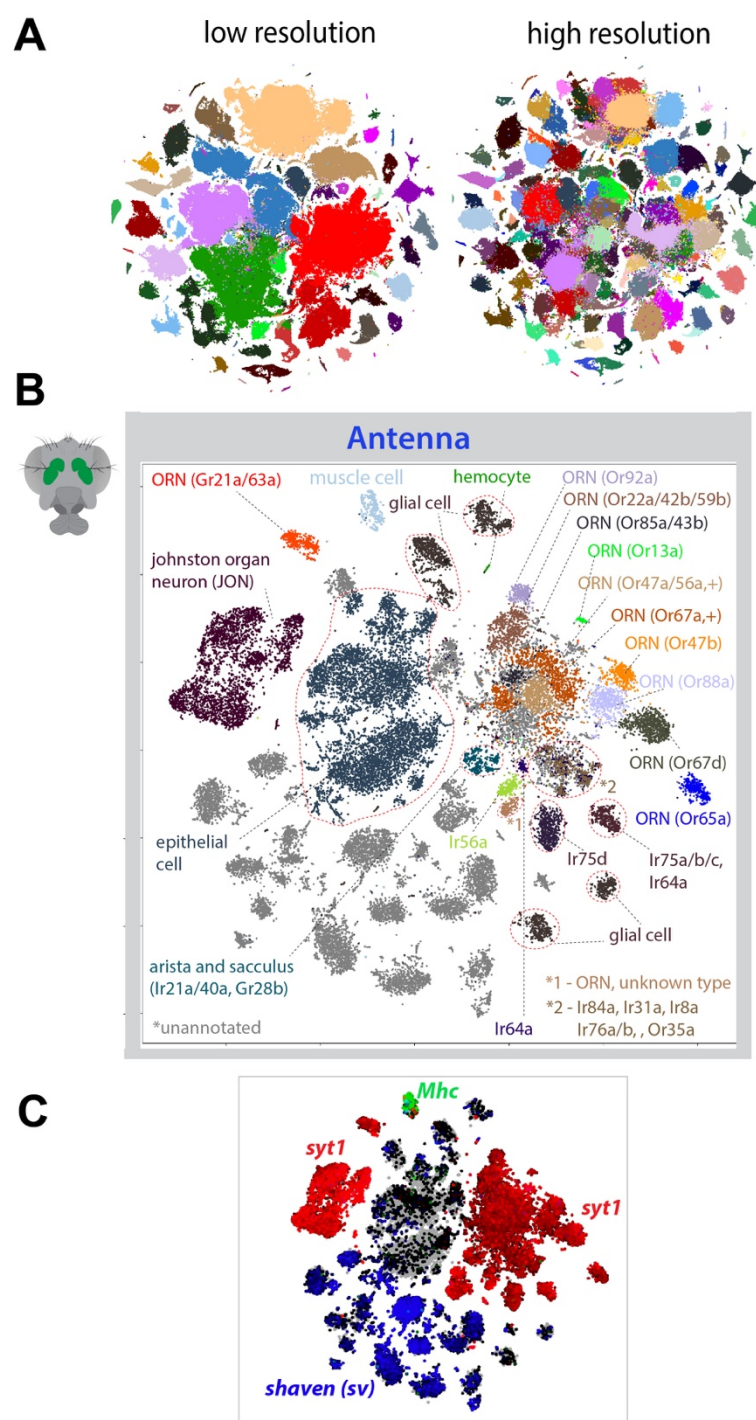 A
low resolution
high resolution
B
Antenna
ORN (Gr21a/63a)
muscle cell
hemocyte
glial cell
ORN (Or92a)
ORN (Or22a/42b/59b)
ORN (Or85a/43b)
ORN (Or13a)
ORN (Or47a/56a,+)
ORN (Or67a,+)
ORN (Or47b)
ORN (Or88a)
ORN (Or67d)
ORN (Or65a)
johnston organ
neuron (JON)
*2
1
Ir56a
Ir75d
Ir75a/b/c,
Ir64a
epithelial
cell
glial cell
arista and sacculus
(Ir21a/40a, Gr28b)
*unannotated
Ir64a
*1 - ORN, unknown type
*2 - Ir84a, Ir31a, Ir8a
Ir76a/b, , Or35a
C
Mhc
syt1
syt1
shaven (sv)